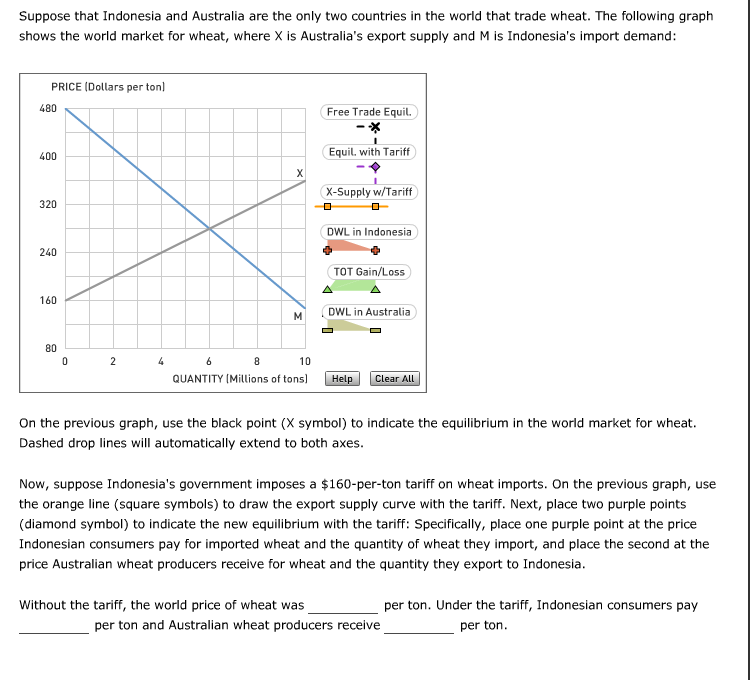 Suppose that Indonesia and Australia are the only two countries in the world that trade wheat. The following graph
shows the world market for wheat, where X is Australia's export supply and M is Indonesia's import demand:
PRICE (Dollars per ton)
480
400
320
240
160
80
0 2 4 6 8 10
QUANTITY (Millions of tons)
X
M
Free Trade Equil.
Equil. with Tariff
X-Supply w/Tariff
DWL in Indonesia
TOT Gain/Loss
DWL in Australia
Help Clear All
On the previous graph, use the black point (X symbol) to indicate the equilibrium in the world market for wheat.
Dashed drop lines will automatically extend to both axes.
Now, suppose Indonesia's government imposes a $160-per-ton tariff on wheat imports. On the previous graph, use
the orange line (square symbols) to draw the export supply curve with the tariff. Next, place two purple points
(diamond symbol) to indicate the new equilibrium with the tariff: Specifically, place one purple point at the price
Indonesian consumers pay for imported wheat and the quantity of wheat they import, and place the second at the
price Australian wheat producers receive for wheat and the quantity they export to Indonesia.
Without the tariff, the world price of wheat was ________ per ton. Under the tariff, Indonesian consumers pay
________ per ton and Australian wheat producers receive ________ per ton.